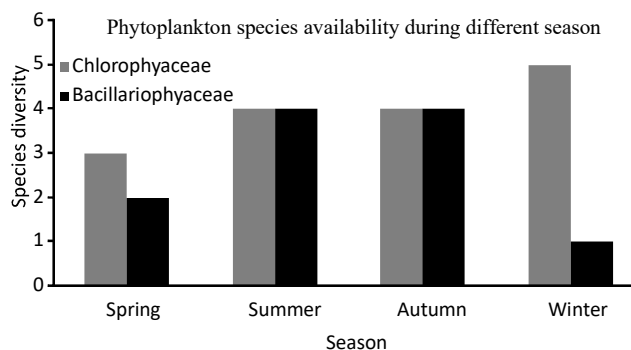 Phytoplankton species availability during different season
Chlorophyaceae
Bacillariophyaceae
Species diversity
6
5
4
3
2
1
0
Spring Summer Autumn Winter
Season